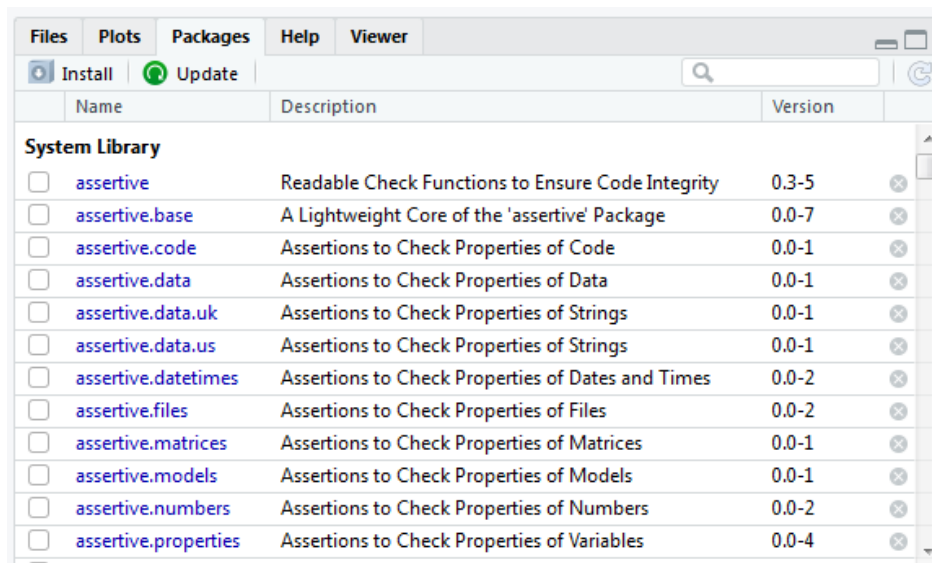 Files Plots Packages Help Viewer
Install Update
Name Description Version
System Library
assertive Readable Check Functions to Ensure Code Integrity 0.3-5
assertive.base A Lightweight Core of the 'assertive' Package 0.0-7
assertive.code Assertions to Check Properties of Code 0.0-1
assertive.data Assertions to Check Properties of Data 0.0-1
assertive.data.uk Assertions to Check Properties of Strings 0.0-1
assertive.data.us Assertions to Check Properties of Strings 0.0-1
assertive.datetimes Assertions to Check Properties of Dates and Times 0.0-2
assertive.files Assertions to Check Properties of Files 0.0-2
assertive.matrices Assertions to Check Properties of Matrices 0.0-1
assertive.models Assertions to Check Properties of Models 0.0-1
assertive.numbers Assertions to Check Properties of Numbers 0.0-2
assertive.properties Assertions to Check Properties of Variables 0.0-4